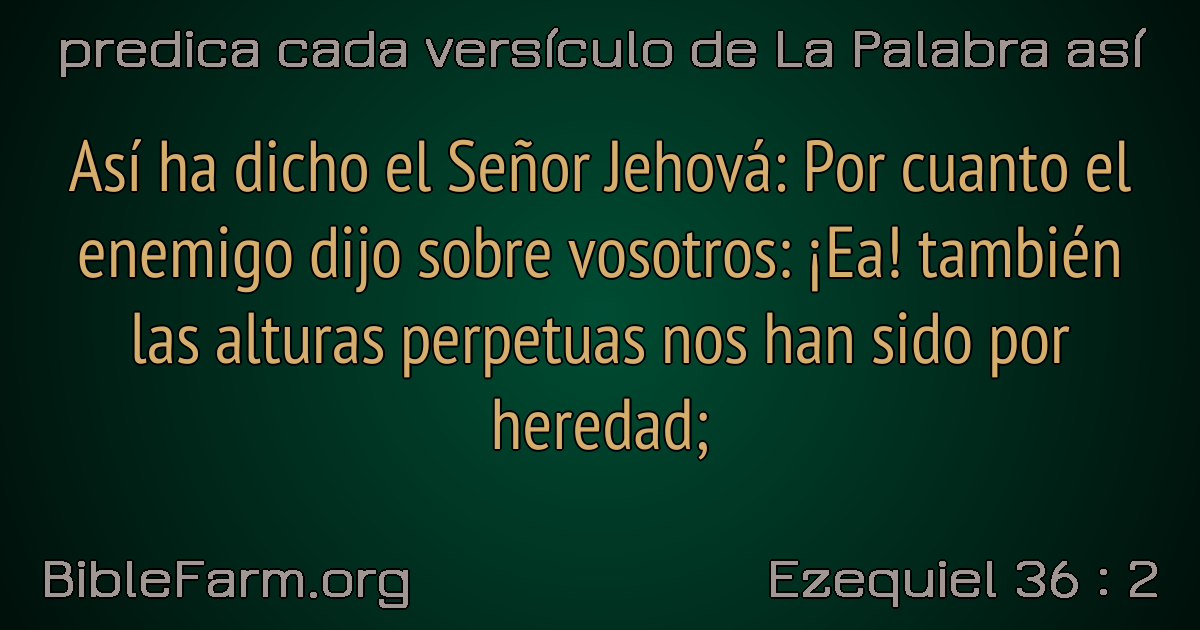 predica cada versículo de La Palabra así
Así ha dicho el Señor Jehová: Por cuanto el
enemigo dijo sobre vosotros: ¡Ea! también
las alturas perpetuas nos han sido por
heredad;
BibleFarm.org
Ezequiel 36 : 2